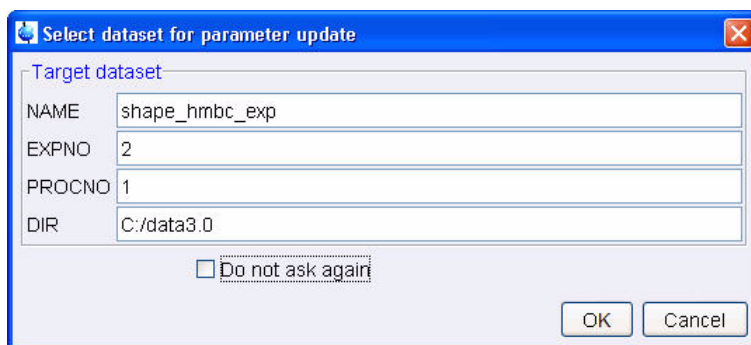 Select dataset for parameter update
Target dataset
NAME shape_hmbc_exp
EXPNO 2
PROCNO 1
DIR C:/data3.0
Do not ask again
OK Cancel